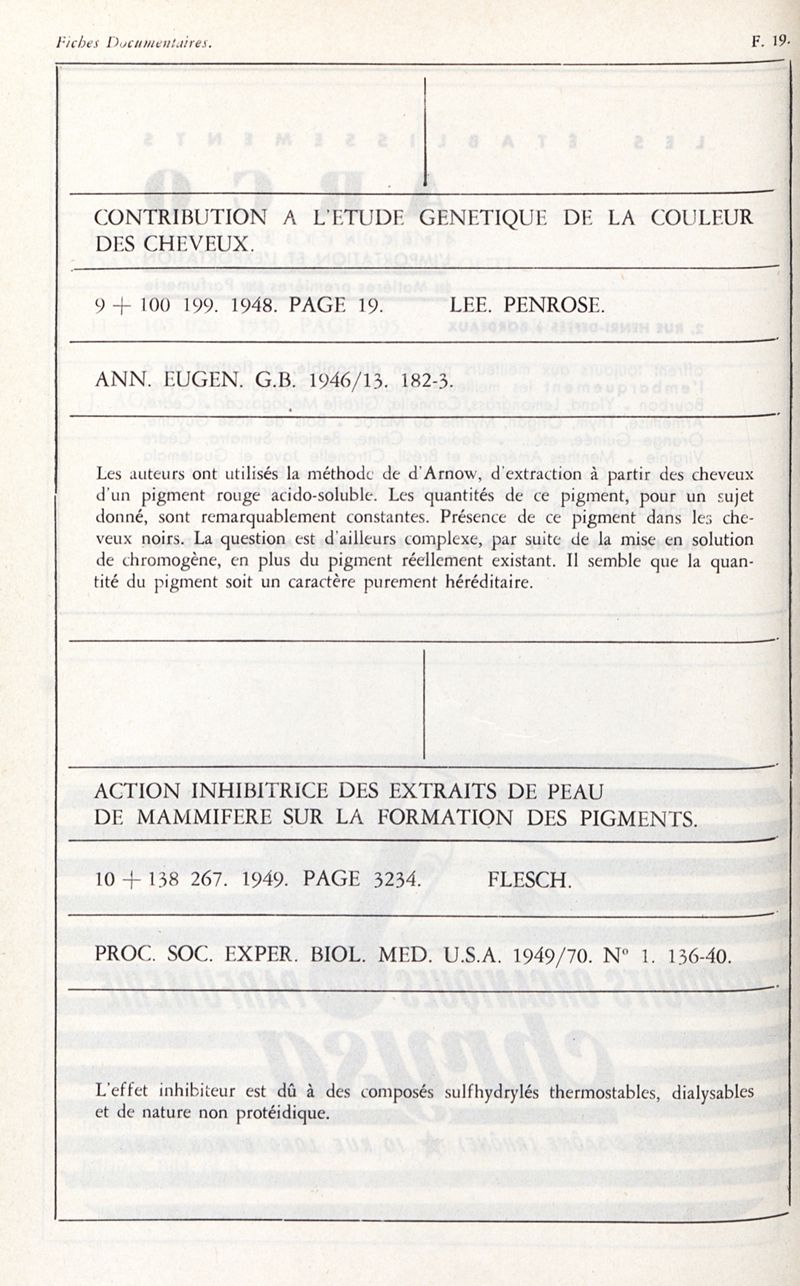 Fiches Documentaires.
F. 19.
CONTRIBUTION A L'ETUDE GENETIQUE DE LA COULEUR
DES CHEVEUX.
9 + 100 199. 1948. PAGE 19. LEE. PENROSE.
ANN. EUGEN. G.B. 1946/13. 182-3.
Les auteurs ont utilisés la méthode de d'Arnow, d'extraction à partir des cheveux
d'un pigment rouge acido-soluble. Les quantités de ce pigment, pour un sujet
donné, sont remarquablement constantes. Présence de ce pigment dans les che-
veux noirs. La question est d'ailleurs complexe, par suite de la mise en solution
de chromogène, en plus du pigment réellement existant. Il semble que la quan-
tité du pigment soit un caractère purement héréditaire.
ACTION INHIBITRICE DES EXTRAITS DE PEAU
DE MAMMIFERE SUR LA FORMATION DES PIGMENTS.
10 + 138 267. 1949. PAGE 3234. FLESCH.
PROC. SOC. EXPER. BIOL. MED. U.S.A. 1949/70. N° 1. 136-40.
L'effet inhibiteur est dû à des composés sulfhydrylés thermostables, dialysables
et de nature non protéidique.